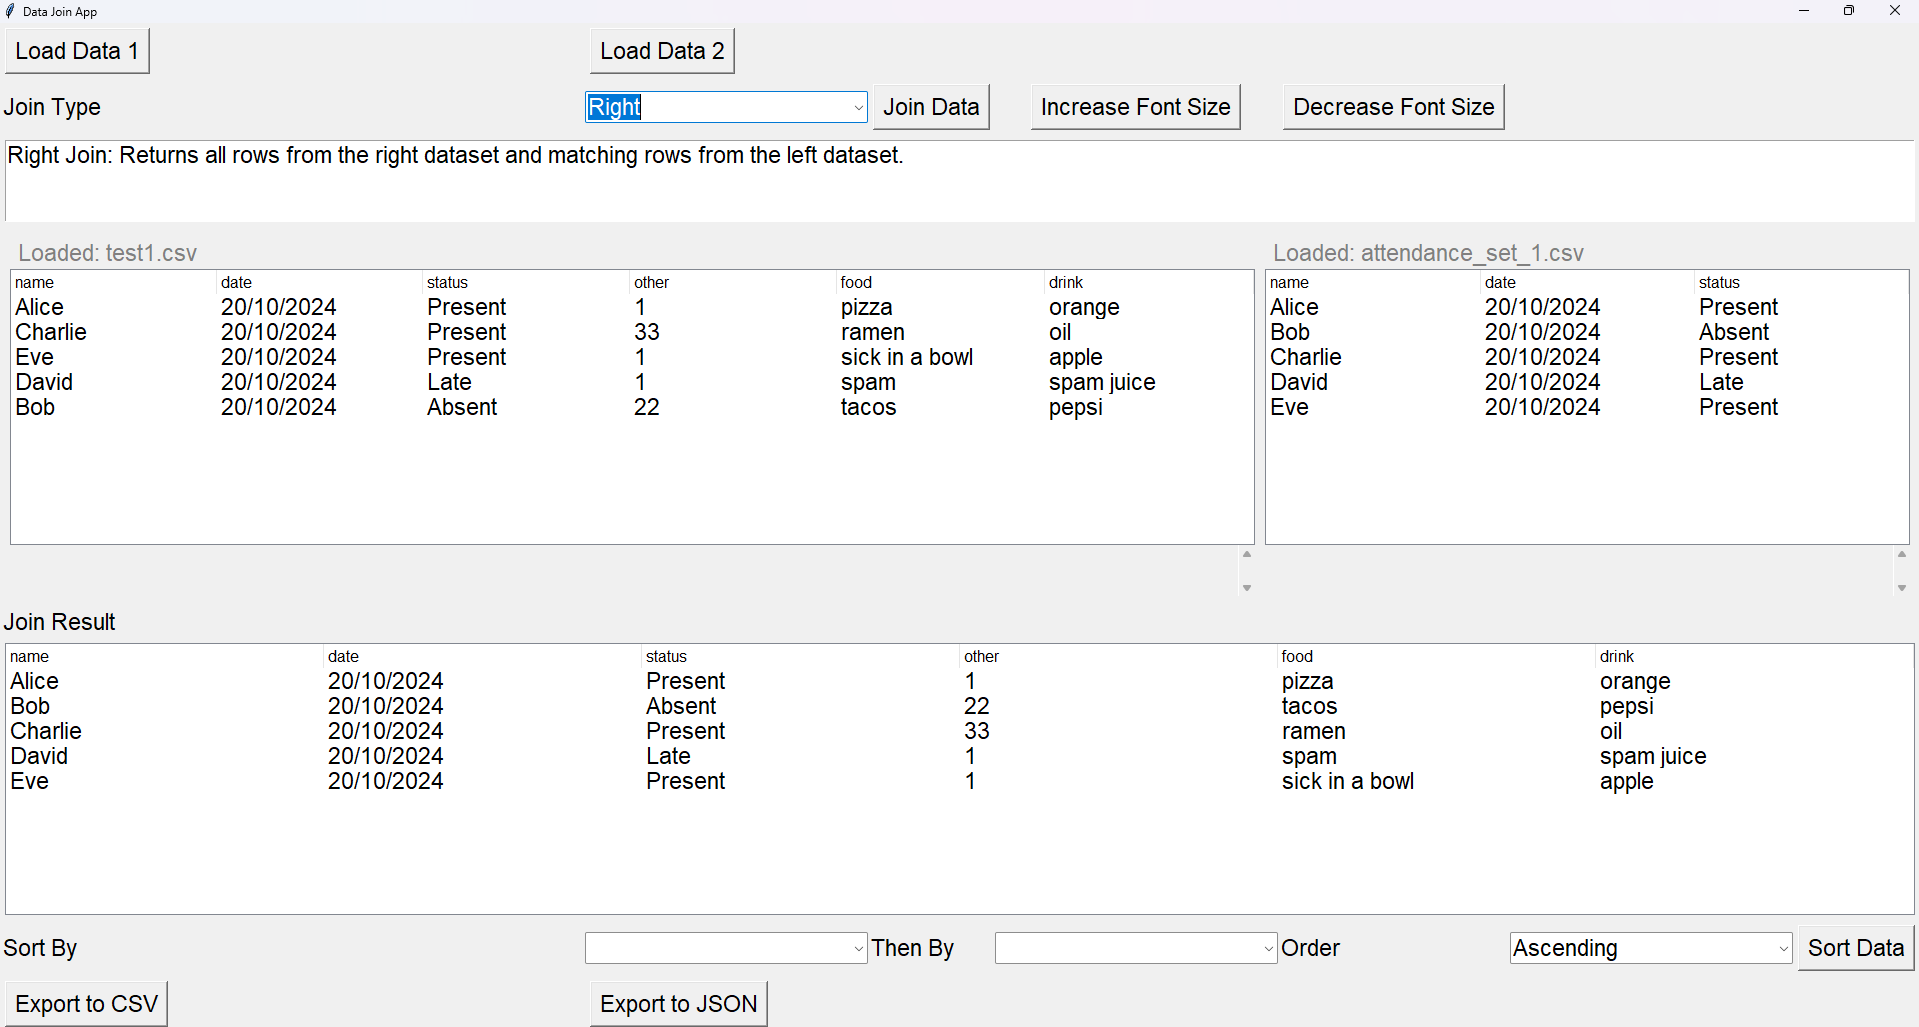 Data Join App
Load Data 1 Load Data 2
Join Type Right Join Data Increase Font Size Decrease Font Size
Right Join: Returns all rows from the right dataset and matching rows from the left dataset.
Loaded: test1.csv
name date status other food drink
Alice 20/10/2024 Present 1 pizza orange
Charlie 20/10/2024 Present 33 ramen oil
Eve 20/10/2024 Present 1 sick in a bowl apple
David 20/10/2024 Late 1 spam spam juice
Bob 20/10/2024 Absent 22 tacos pepsi
Loaded: attendance_set_1.csv
name date status
Alice 20/10/2024 Present
Bob 20/10/2024 Absent
Charlie 20/10/2024 Present
David 20/10/2024 Late
Eve 20/10/2024 Present
Join Result
name date status other food drink
Alice 20/10/2024 Present 1 pizza orange
Bob 20/10/2024 Absent 22 tacos pepsi
Charlie 20/10/2024 Present 33 ramen oil
David 20/10/2024 Late 1 spam spam juice
Eve 20/10/2024 Present 1 sick in a bowl apple
Sort By Then By Order Ascending Sort Data
Export to CSV Export to JSON